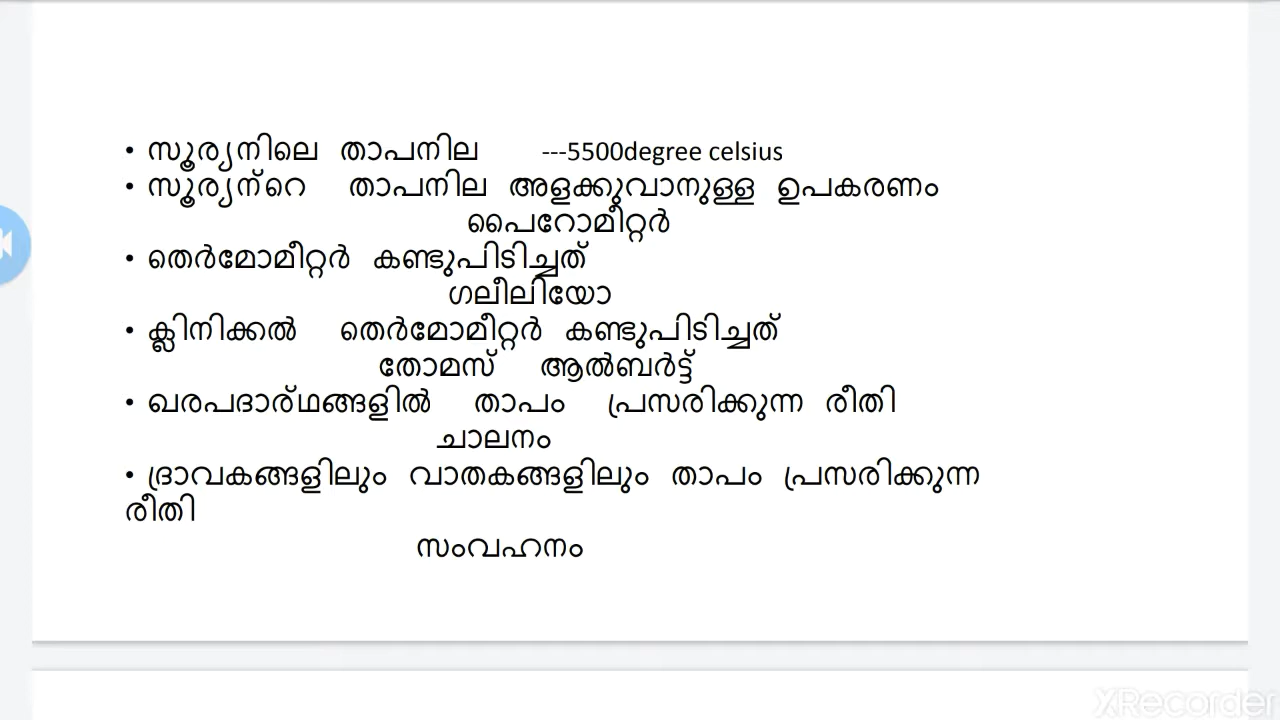 • സൂര്യനിലെ താപനില ---5500degree celsius
• സൂര്യന്റെ താപനില അളക്കുവാനുള്ള ഉപകരണം
പൈറോമീറ്റർ
• തെർമോമീറ്റർ കണ്ടുപിടിച്ചത്
ഗലീലിയോ
• ക്ലിനിക്കൽ തെർമോമീറ്റർ കണ്ടുപിടിച്ചത്
തോമസ് ആൽബർട്ട്
• ഖരപദാര്ഥങ്ങളിൽ താപം പ്രസരിക്കുന്ന രീതി
ചാലനം
• ദ്രാവകങ്ങളിലും വാതകങ്ങളിലും താപം പ്രസരിക്കുന്ന
രീതി
സംവഹനം
XRecorder